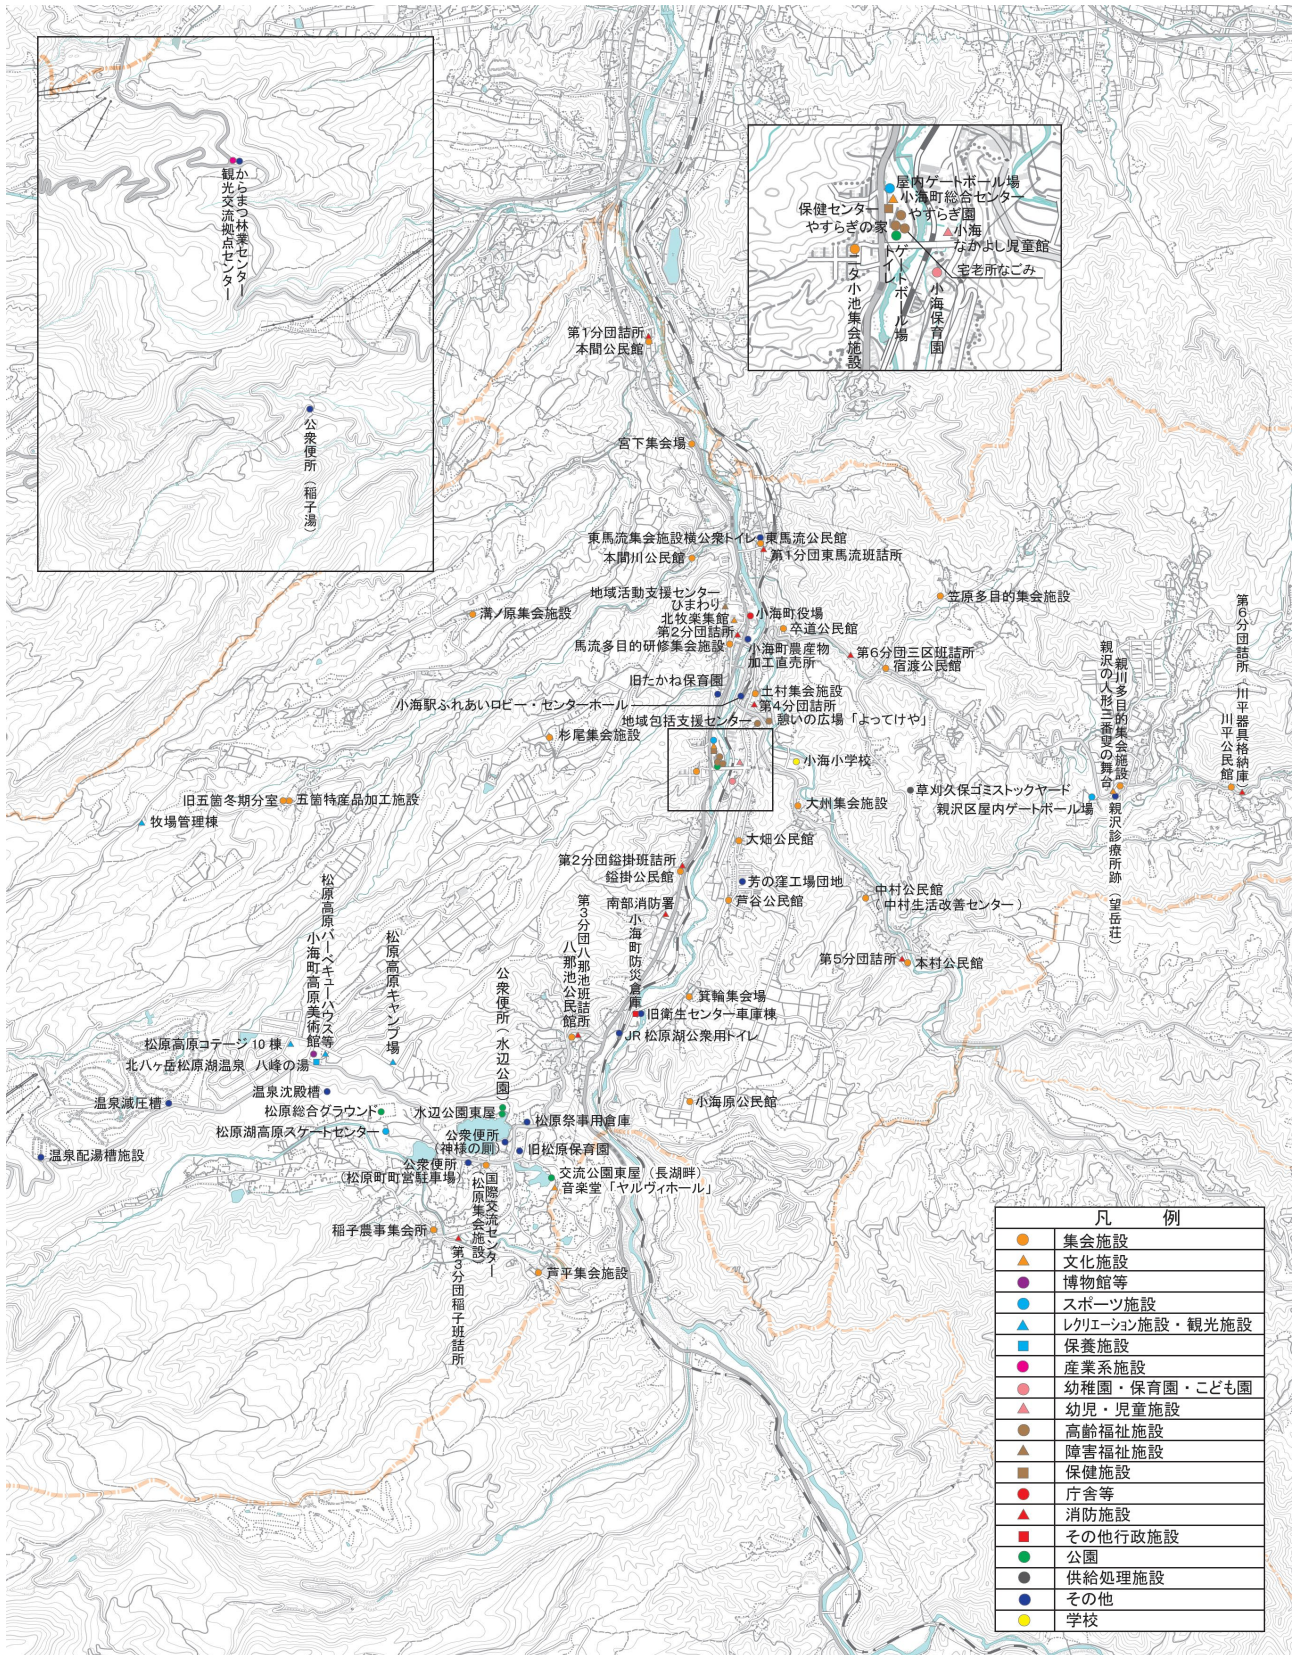 からまつ林業センター
観光交流拠点センター
公衆便所（稲子湯）
屋内ゲートボール場
小海町総合センター
保健センター
やすらぎ園
やすらぎの家
小海
なかよし児童館
宅老所なごみ
ニタ小池集会施設
ゲートボール場
トイレ
小海保育園
第１分団詰所
本間公民館
宮下集会場
東馬流集会施設横公衆トイレ
東馬流公民館
第１分団東馬流班詰所
本間川公民館
地域活動支援センター
ひまわり
北牧楽集館
第２分団詰所
馬流多目的研修集会施設
小海町役場
卒道公民館
小海町農産物
加工直売所
溝ノ原集会施設
笠原多目的集会施設
第６分団三区班詰所
宿渡公民館
旧たかね保育園
土村集会施設
小海駅ふれあいロビー・センターホール
第４分団詰所
地域包括支援センター
憩いの広場「よってけや」
杉尾集会施設
小海小学校
旧五箇冬期分室
五箇特産品加工施設
牧場管理棟
大州集会施設
草刈久保ゴミストックヤード
親沢区屋内ゲートボール場
第６分団詰所（川平器具格納庫）
川平公民館
親川多目的集会施設
親沢の人形三番叟の舞台
親沢診療所跡（望岳荘）
大畑公民館
第２分団鎰掛班詰所
鎰掛公民館
芳の窪工場団地
芦谷公民館
南部消防署
中村公民館
（中村生活改善センター）
第５分団詰所
本村公民館
小海町防災倉庫
第３分団八那池班詰所
八那池公民館
箕輪集会場
旧衛生センター車庫棟
JR松原湖公衆用トイレ
松原高原バーベキューハウス等
小海町高原美術館
松原高原キャンプ場
松原高原コテージ10棟
北八ヶ岳松原湖温泉　八峰の湯
公衆便所（水辺公園）
温泉減圧槽
温泉沈殿槽
松原総合グラウンド
水辺公園東屋
松原祭事用倉庫
小海原公民館
松原湖高原スケートセンター
公衆便所
（神様の厠）
旧松原保育園
温泉配湯槽施設
公衆便所
（松原町町営駐車場）
交流公園東屋（長湖畔）
音楽堂「ヤルヴィホール」
国際交流センター
（松原集会施設）
稲子農事集会所
第３分団稲子班詰所
芦平集会施設
凡　例
集会施設
文化施設
博物館等
スポーツ施設
レクリエーション施設・観光施設
保養施設
産業系施設
幼稚園・保育園・こども園
幼児・児童施設
高齢福祉施設
障害福祉施設
保健施設
庁舎等
消防施設
その他行政施設
公園
供給処理施設
その他
学校